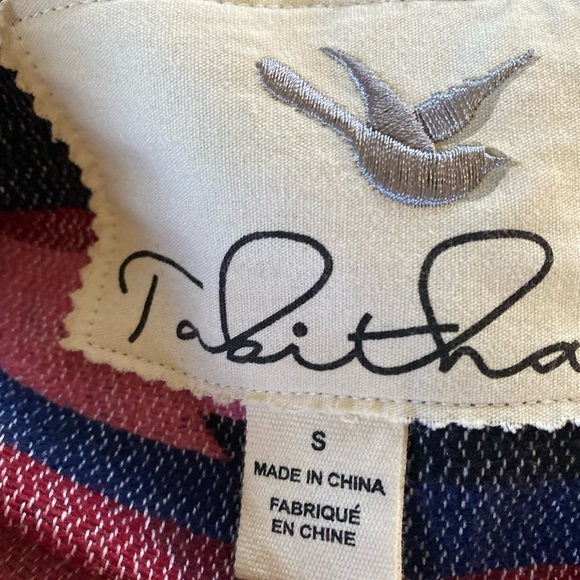 Tabitha
S
MADE IN CHINA
FABRIQUÉ
EN CHINE